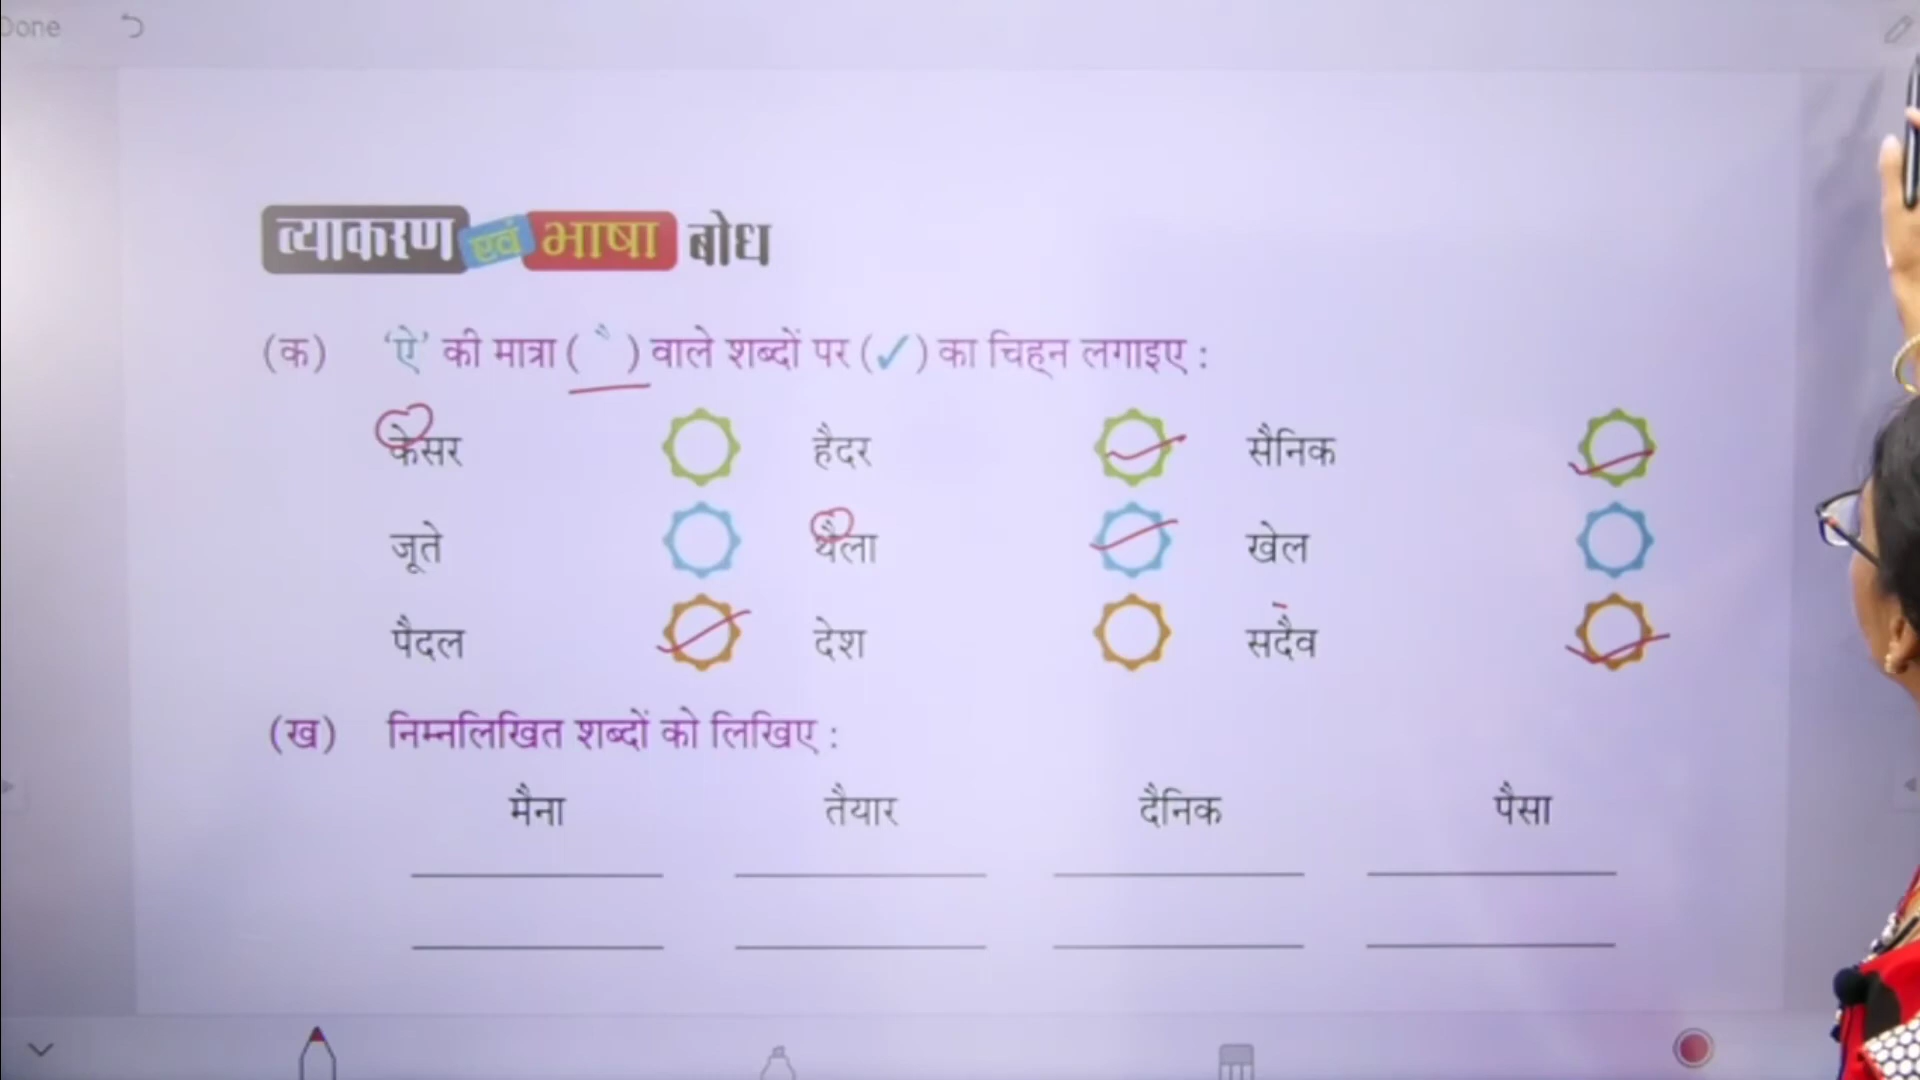 Done
व्याकरण एवं भाषा बोध
(क) 'ऐ' की मात्रा ( ै ) वाले शब्दों पर (✓) का चिह्न लगाइए :
केसर हैदर सैनिक
जूते थैला खेल
पैदल देश सदैव
(ख) निम्नलिखित शब्दों को लिखिए :
मैना तैयार दैनिक पैसा